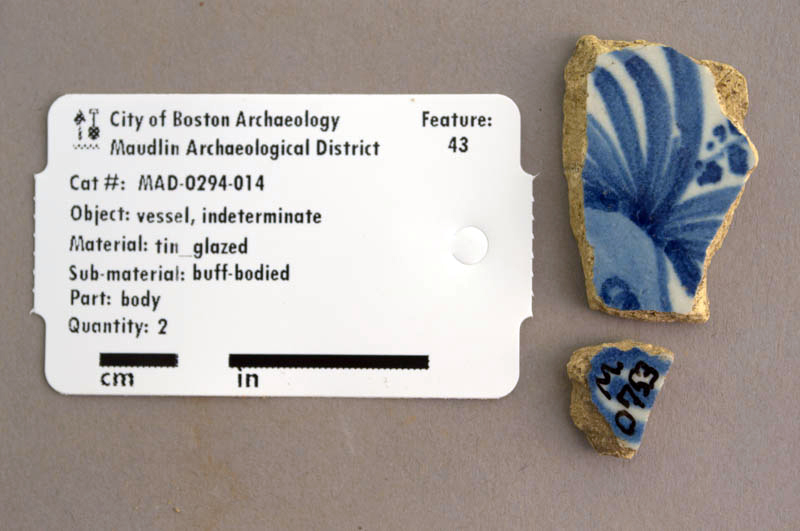 City of Boston Archaeology
Maudlin Archaeological District
Feature:
43
Cat #: MAD-0294-014
Object: vessel, indeterminate
Material: tin_glazed
Sub-material: buff-bodied
Part: body
Quantity: 2
cm
in
M
0753